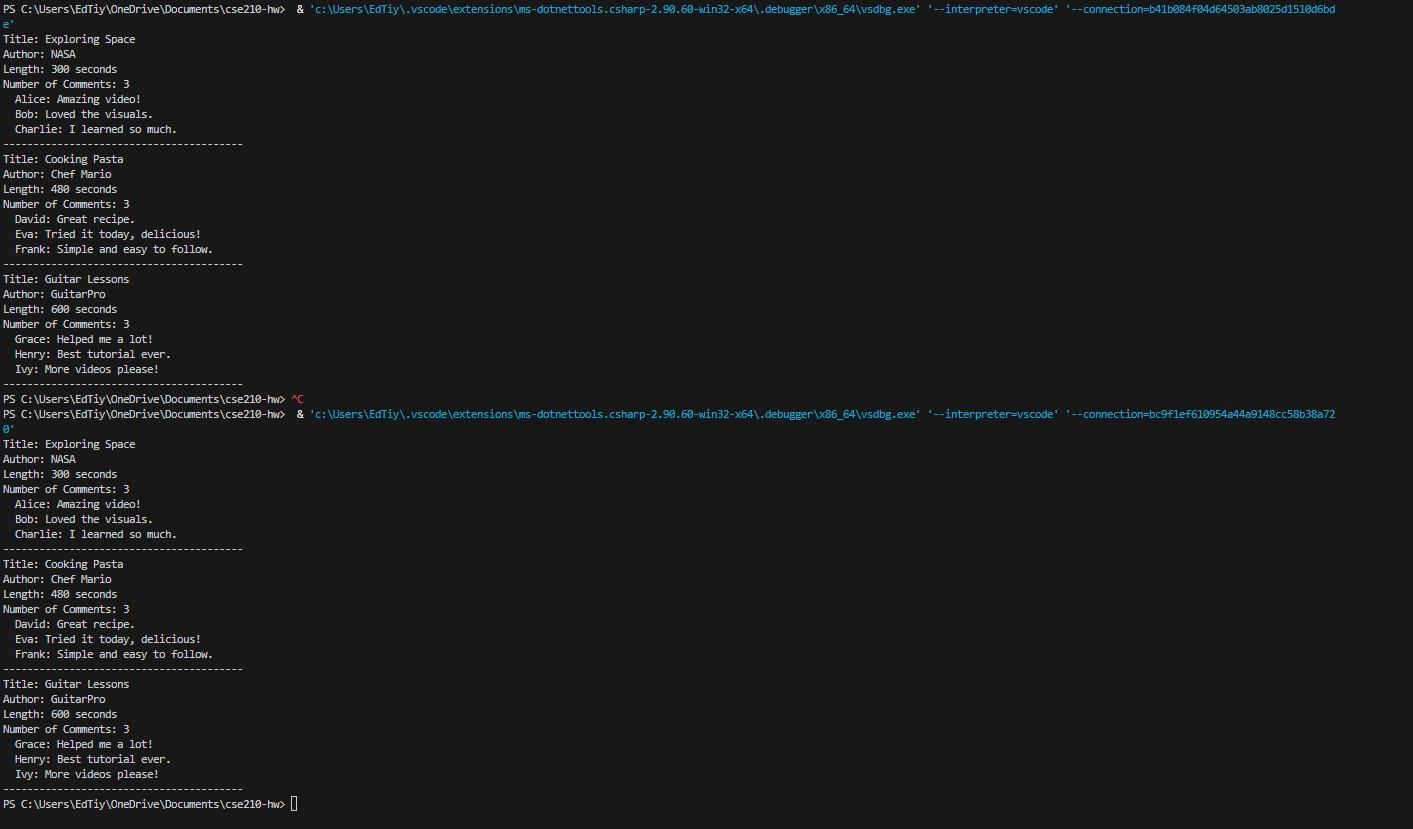 PS C:\Users\EdTiy\OneDrive\Documents\cse210-hw>  & 'c:\Users\EdTiy\.vscode\extensions\ms-dotnettools.csharp-2.90.60-win32-x64\.debugger\x86_64\vsdbg.exe' '--interpreter=vscode' '--connection=b41b084f04d64503ab8025d1510d6bd
e'
Title: Exploring Space
Author: NASA
Length: 300 seconds
Number of Comments: 3
  Alice: Amazing video!
  Bob: Loved the visuals.
  Charlie: I learned so much.
----------------------------------------
Title: Cooking Pasta
Author: Chef Mario
Length: 480 seconds
Number of Comments: 3
  David: Great recipe.
  Eva: Tried it today, delicious!
  Frank: Simple and easy to follow.
----------------------------------------
Title: Guitar Lessons
Author: GuitarPro
Length: 600 seconds
Number of Comments: 3
  Grace: Helped me a lot!
  Henry: Best tutorial ever.
  Ivy: More videos please!
----------------------------------------
PS C:\Users\EdTiy\OneDrive\Documents\cse210-hw> ^C
PS C:\Users\EdTiy\OneDrive\Documents\cse210-hw>  & 'c:\Users\EdTiy\.vscode\extensions\ms-dotnettools.csharp-2.90.60-win32-x64\.debugger\x86_64\vsdbg.exe' '--interpreter=vscode' '--connection=bc9f1ef610954a44a9148cc58b38a72
0'
Title: Exploring Space
Author: NASA
Length: 300 seconds
Number of Comments: 3
  Alice: Amazing video!
  Bob: Loved the visuals.
  Charlie: I learned so much.
----------------------------------------
Title: Cooking Pasta
Author: Chef Mario
Length: 480 seconds
Number of Comments: 3
  David: Great recipe.
  Eva: Tried it today, delicious!
  Frank: Simple and easy to follow.
----------------------------------------
Title: Guitar Lessons
Author: GuitarPro
Length: 600 seconds
Number of Comments: 3
  Grace: Helped me a lot!
  Henry: Best tutorial ever.
  Ivy: More videos please!
----------------------------------------
PS C:\Users\EdTiy\OneDrive\Documents\cse210-hw>